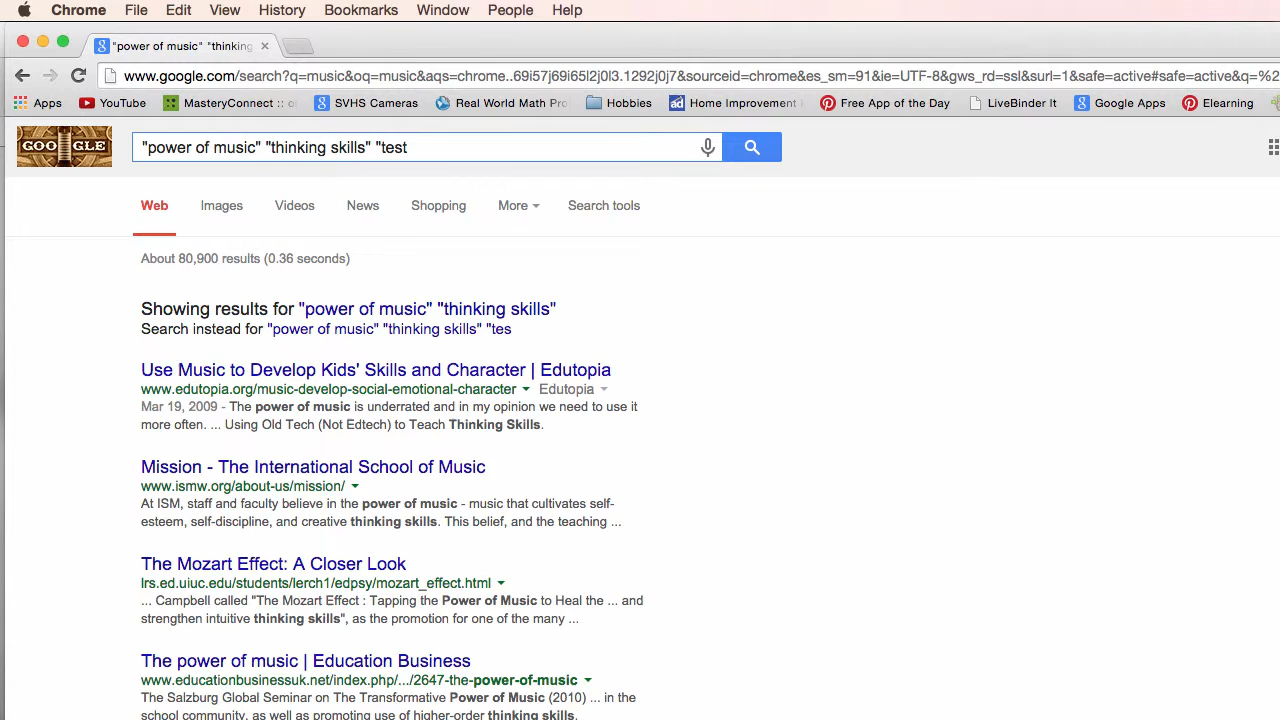 Chrome File Edit View History Bookmarks Window People Help
"power of music" "thinking
www.google.com/search?q=music&oq=music&aqs=chrome..69i57j69i65l2j0l3.1292j0j7&sourceid=chrome&es_sm=91&ie=UTF-8&gws_rd=ssl&surl=1&safe=active#safe=active&q=%2
Apps YouTube MasteryConnect :: o SVHS Cameras Real World Math Pro Hobbies Home Improvement Free App of the Day LiveBinder It Google Apps Elearning
GOOGLE "power of music" "thinking skills" "test
Web Images Videos News Shopping More Search tools
About 80,900 results (0.36 seconds)
Showing results for "power of music" "thinking skills"
Search instead for "power of music" "thinking skills" "tes
Use Music to Develop Kids' Skills and Character | Edutopia
www.edutopia.org/music-develop-social-emotional-character Edutopia
Mar 19, 2009 - The power of music is underrated and in my opinion we need to use it
more often. ... Using Old Tech (Not Edtech) to Teach Thinking Skills.
Mission - The International School of Music
www.ismw.org/about-us/mission/
At ISM, staff and faculty believe in the power of music - music that cultivates self-
esteem, self-discipline, and creative thinking skills. This belief, and the teaching ...
The Mozart Effect: A Closer Look
lrs.ed.uiuc.edu/students/lerch1/edpsy/mozart_effect.html
... Campbell called "The Mozart Effect : Tapping the Power of Music to Heal the ... and
strengthen intuitive thinking skills", as the promotion for one of the many ...
The power of music | Education Business
www.educationbusinessuk.net/index.php/.../2647-the-power-of-music
The Salzburg Global Seminar on The Transformative Power of Music (2010) ... in the
school community, as well as promoting use of higher-order thinking skills.